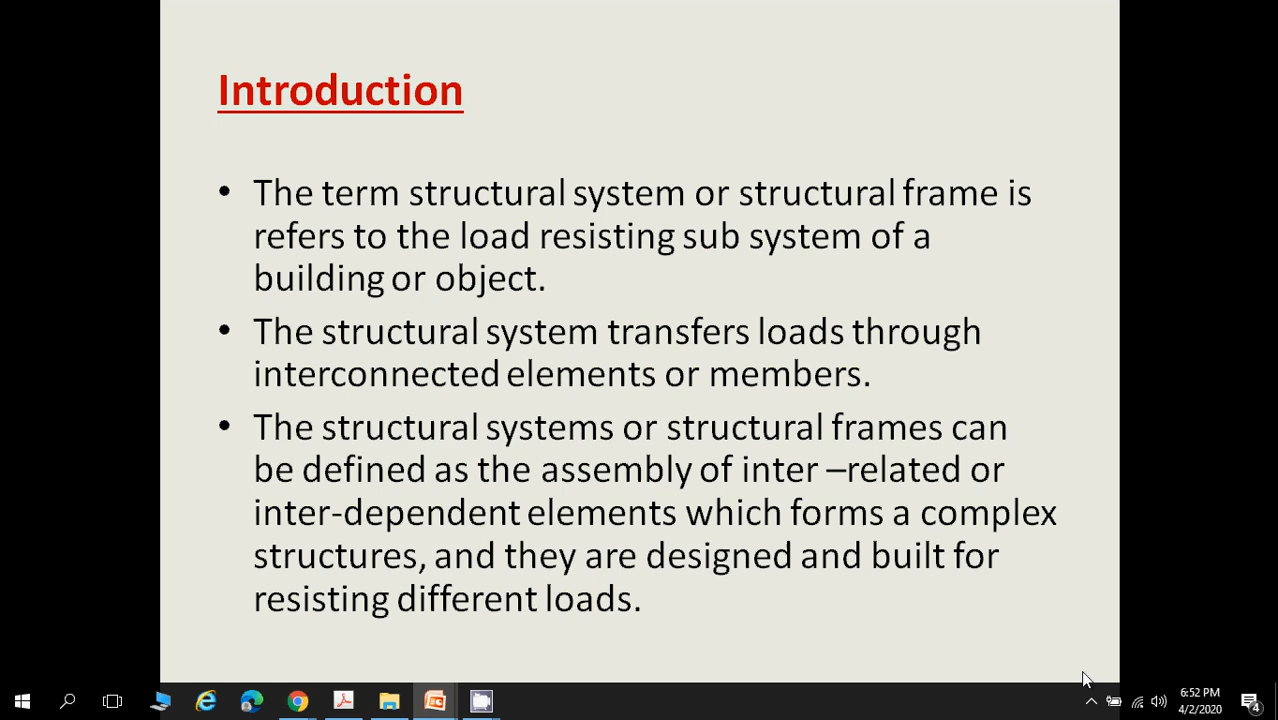 Introduction
• The term structural system or structural frame is
refers to the load resisting sub system of a
building or object.
• The structural system transfers loads through
interconnected elements or members.
• The structural systems or structural frames can
be defined as the assembly of inter –related or
inter-dependent elements which forms a complex
structures, and they are designed and built for
resisting different loads.
6:52 PM
4/2/2020
4